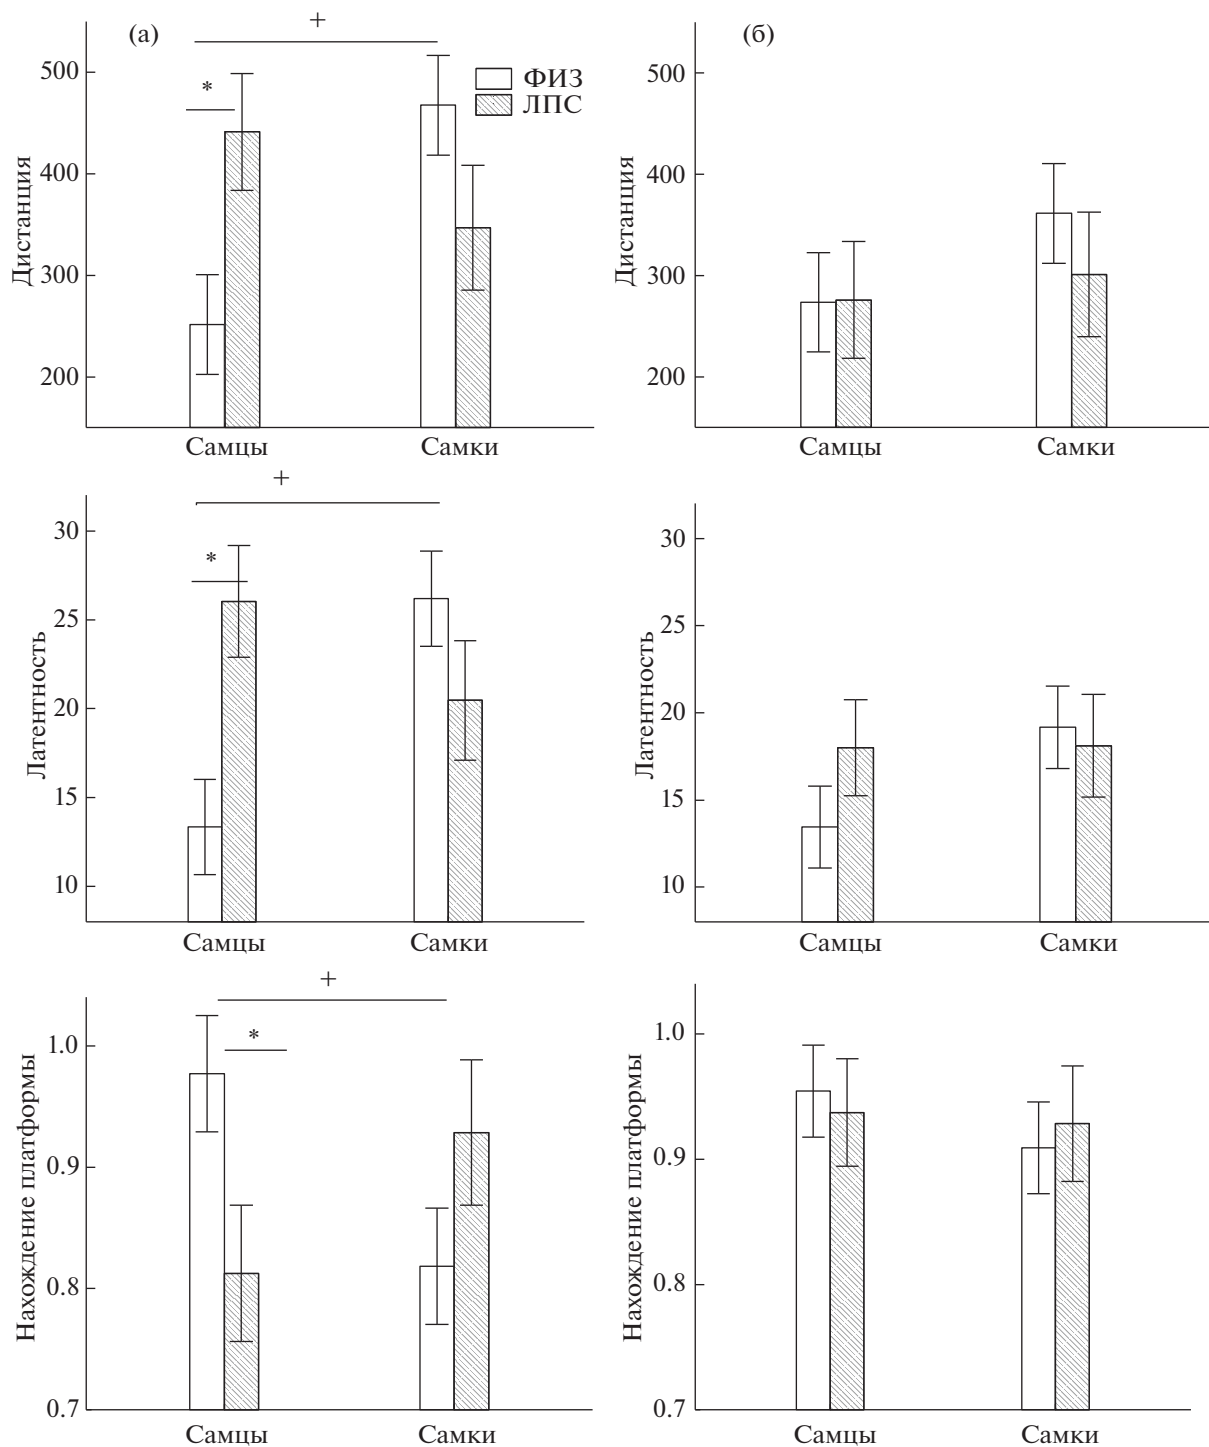 (а)
+
500
*
ФИЗ
ЛПС
400
300
200
Дистанция
Самцы
Самки
(б)
500
400
300
200
Дистанция
Самцы
Самки
+
30
*
25
20
15
10
Латентность
Самцы
Самки
30
25
20
15
10
Латентность
Самцы
Самки
+
*
1.0
0.9
0.8
0.7
Нахождение платформы
Самцы
Самки
1.0
0.9
0.8
0.7
Нахождение платформы
Самцы
Самки